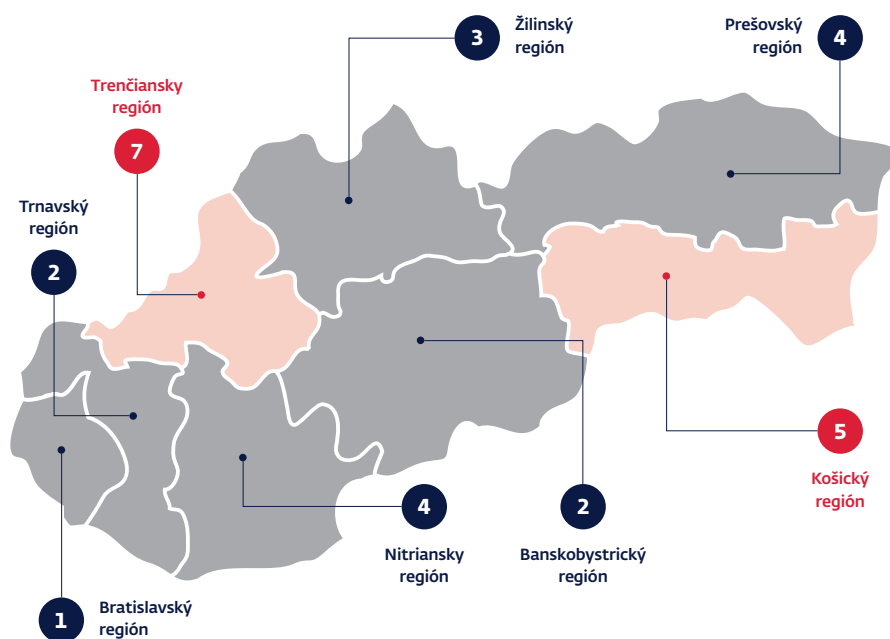 3
Žilinský
región
Prešovský
región
4
Trenčiansky
región
7
Trnavský
región
2
5
Košický
región
4
Nitriansky
región
2
Banskobystrický
región
1
Bratislavský
región